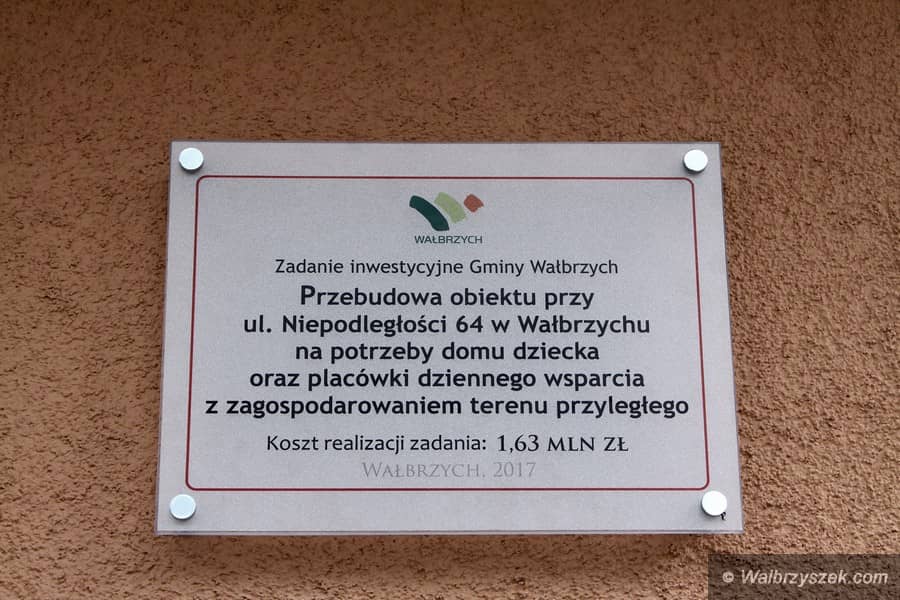 WAŁBRZYCH
Zadanie inwestycyjne Gminy Wałbrzych
Przebudowa obiektu przy
ul. Niepodległości 64 w Wałbrzychu
na potrzeby domu dziecka
oraz placówki dziennego wsparcia
z zagospodarowaniem terenu przyległego
Koszt realizacji zadania: 1,63 MLN ZŁ
WAŁBRZYCH, 2017
© Walbrzyszek.com